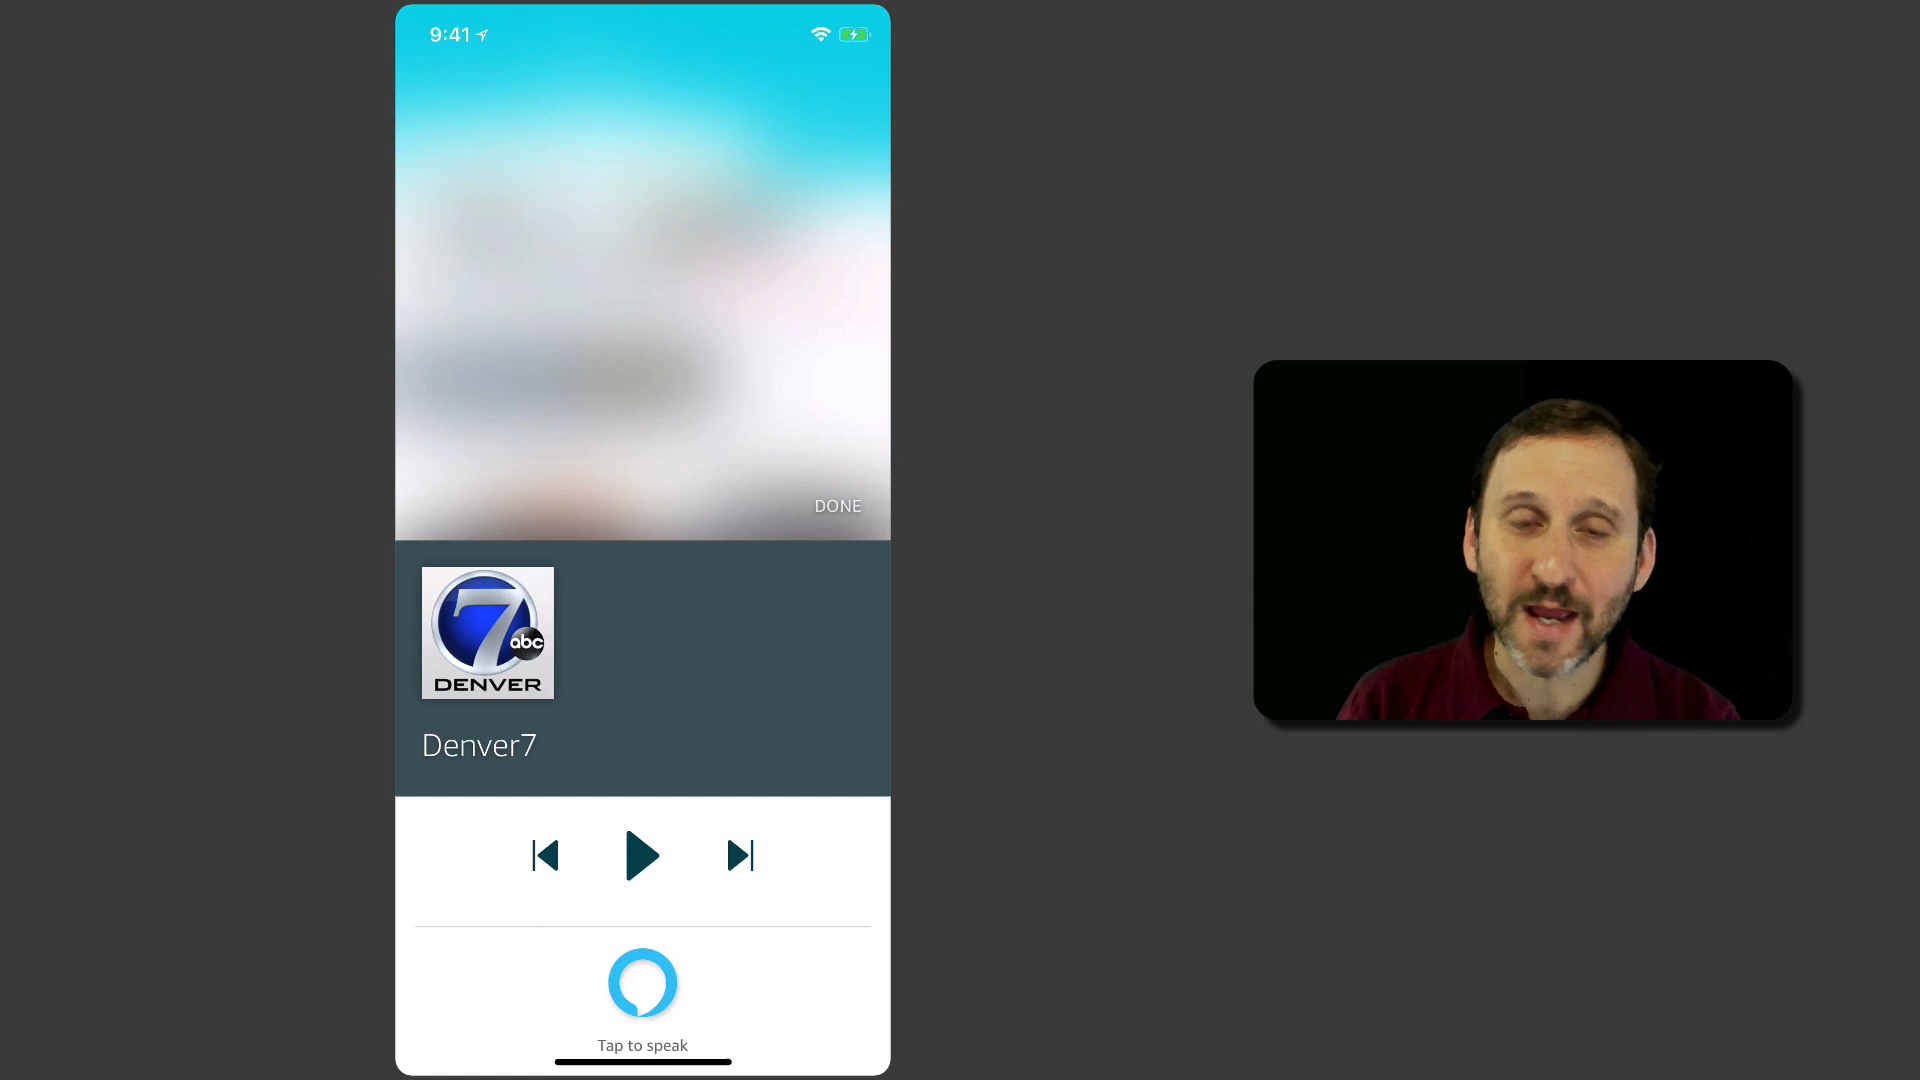 9:41
DONE
7
abc
DENVER
Denver7
Tap to speak